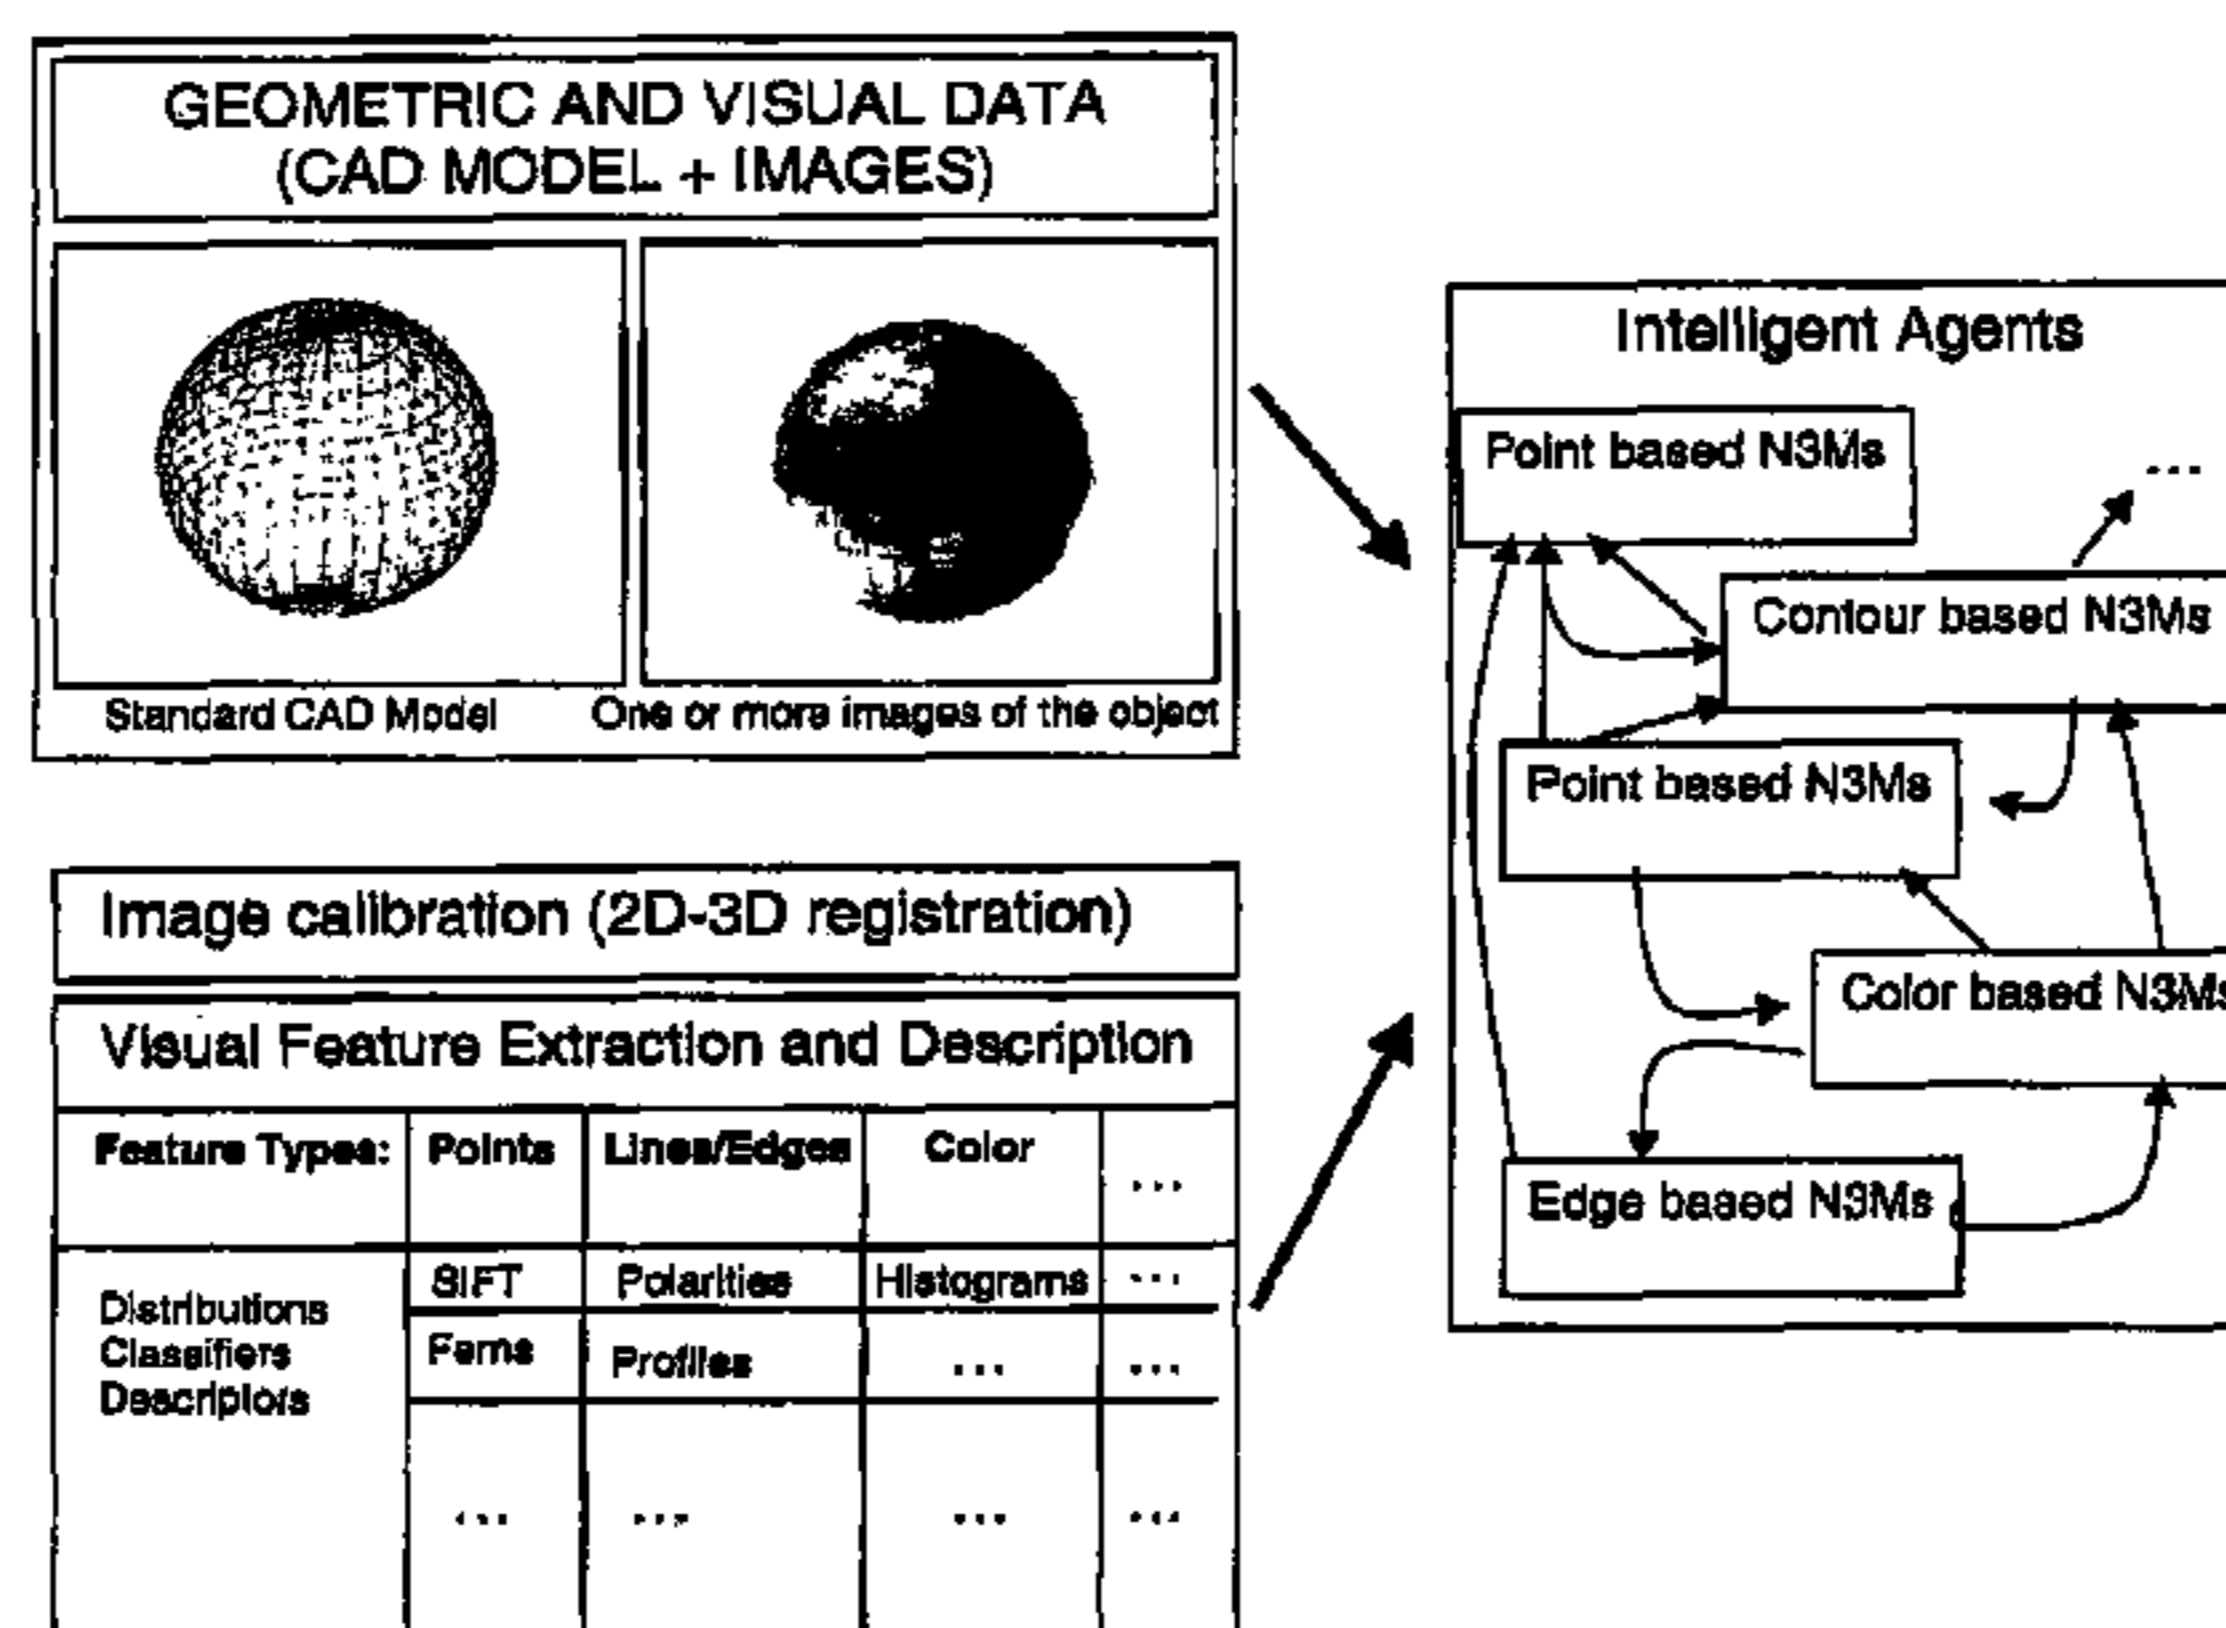 GEOMETRIC AND VISUAL DATA
(CAD MODEL + IMAGES)
Standard CAD Model
One or more images of the object
Image calibration (2D-3D registration)
Visual Feature Extraction and Description
Feature Types:
Points
Lines/Edges
Color
...
Distributions
Classifiers
Descriptors
SIFT
Polarities
Histograms
...
Ferns
Profiles
...
...
...
...
...
...
Intelligent Agents
Point based N3Ms
...
Contour based N3Ms
Point based N3Ms
Color based N3Ms
Edge based N3Ms